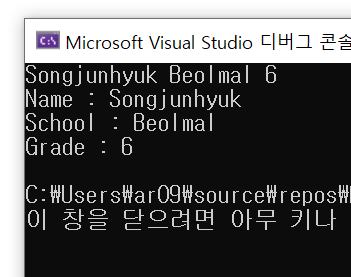 C:\
Microsoft Visual Studio 디버그 콘솔
Songjunhyuk Beolmal 6
Name : Songjunhyuk
School : Beolmal
Grade : 6
C:₩Users₩ar09₩source₩repos₩
이 창을 닫으려면 아무 키나